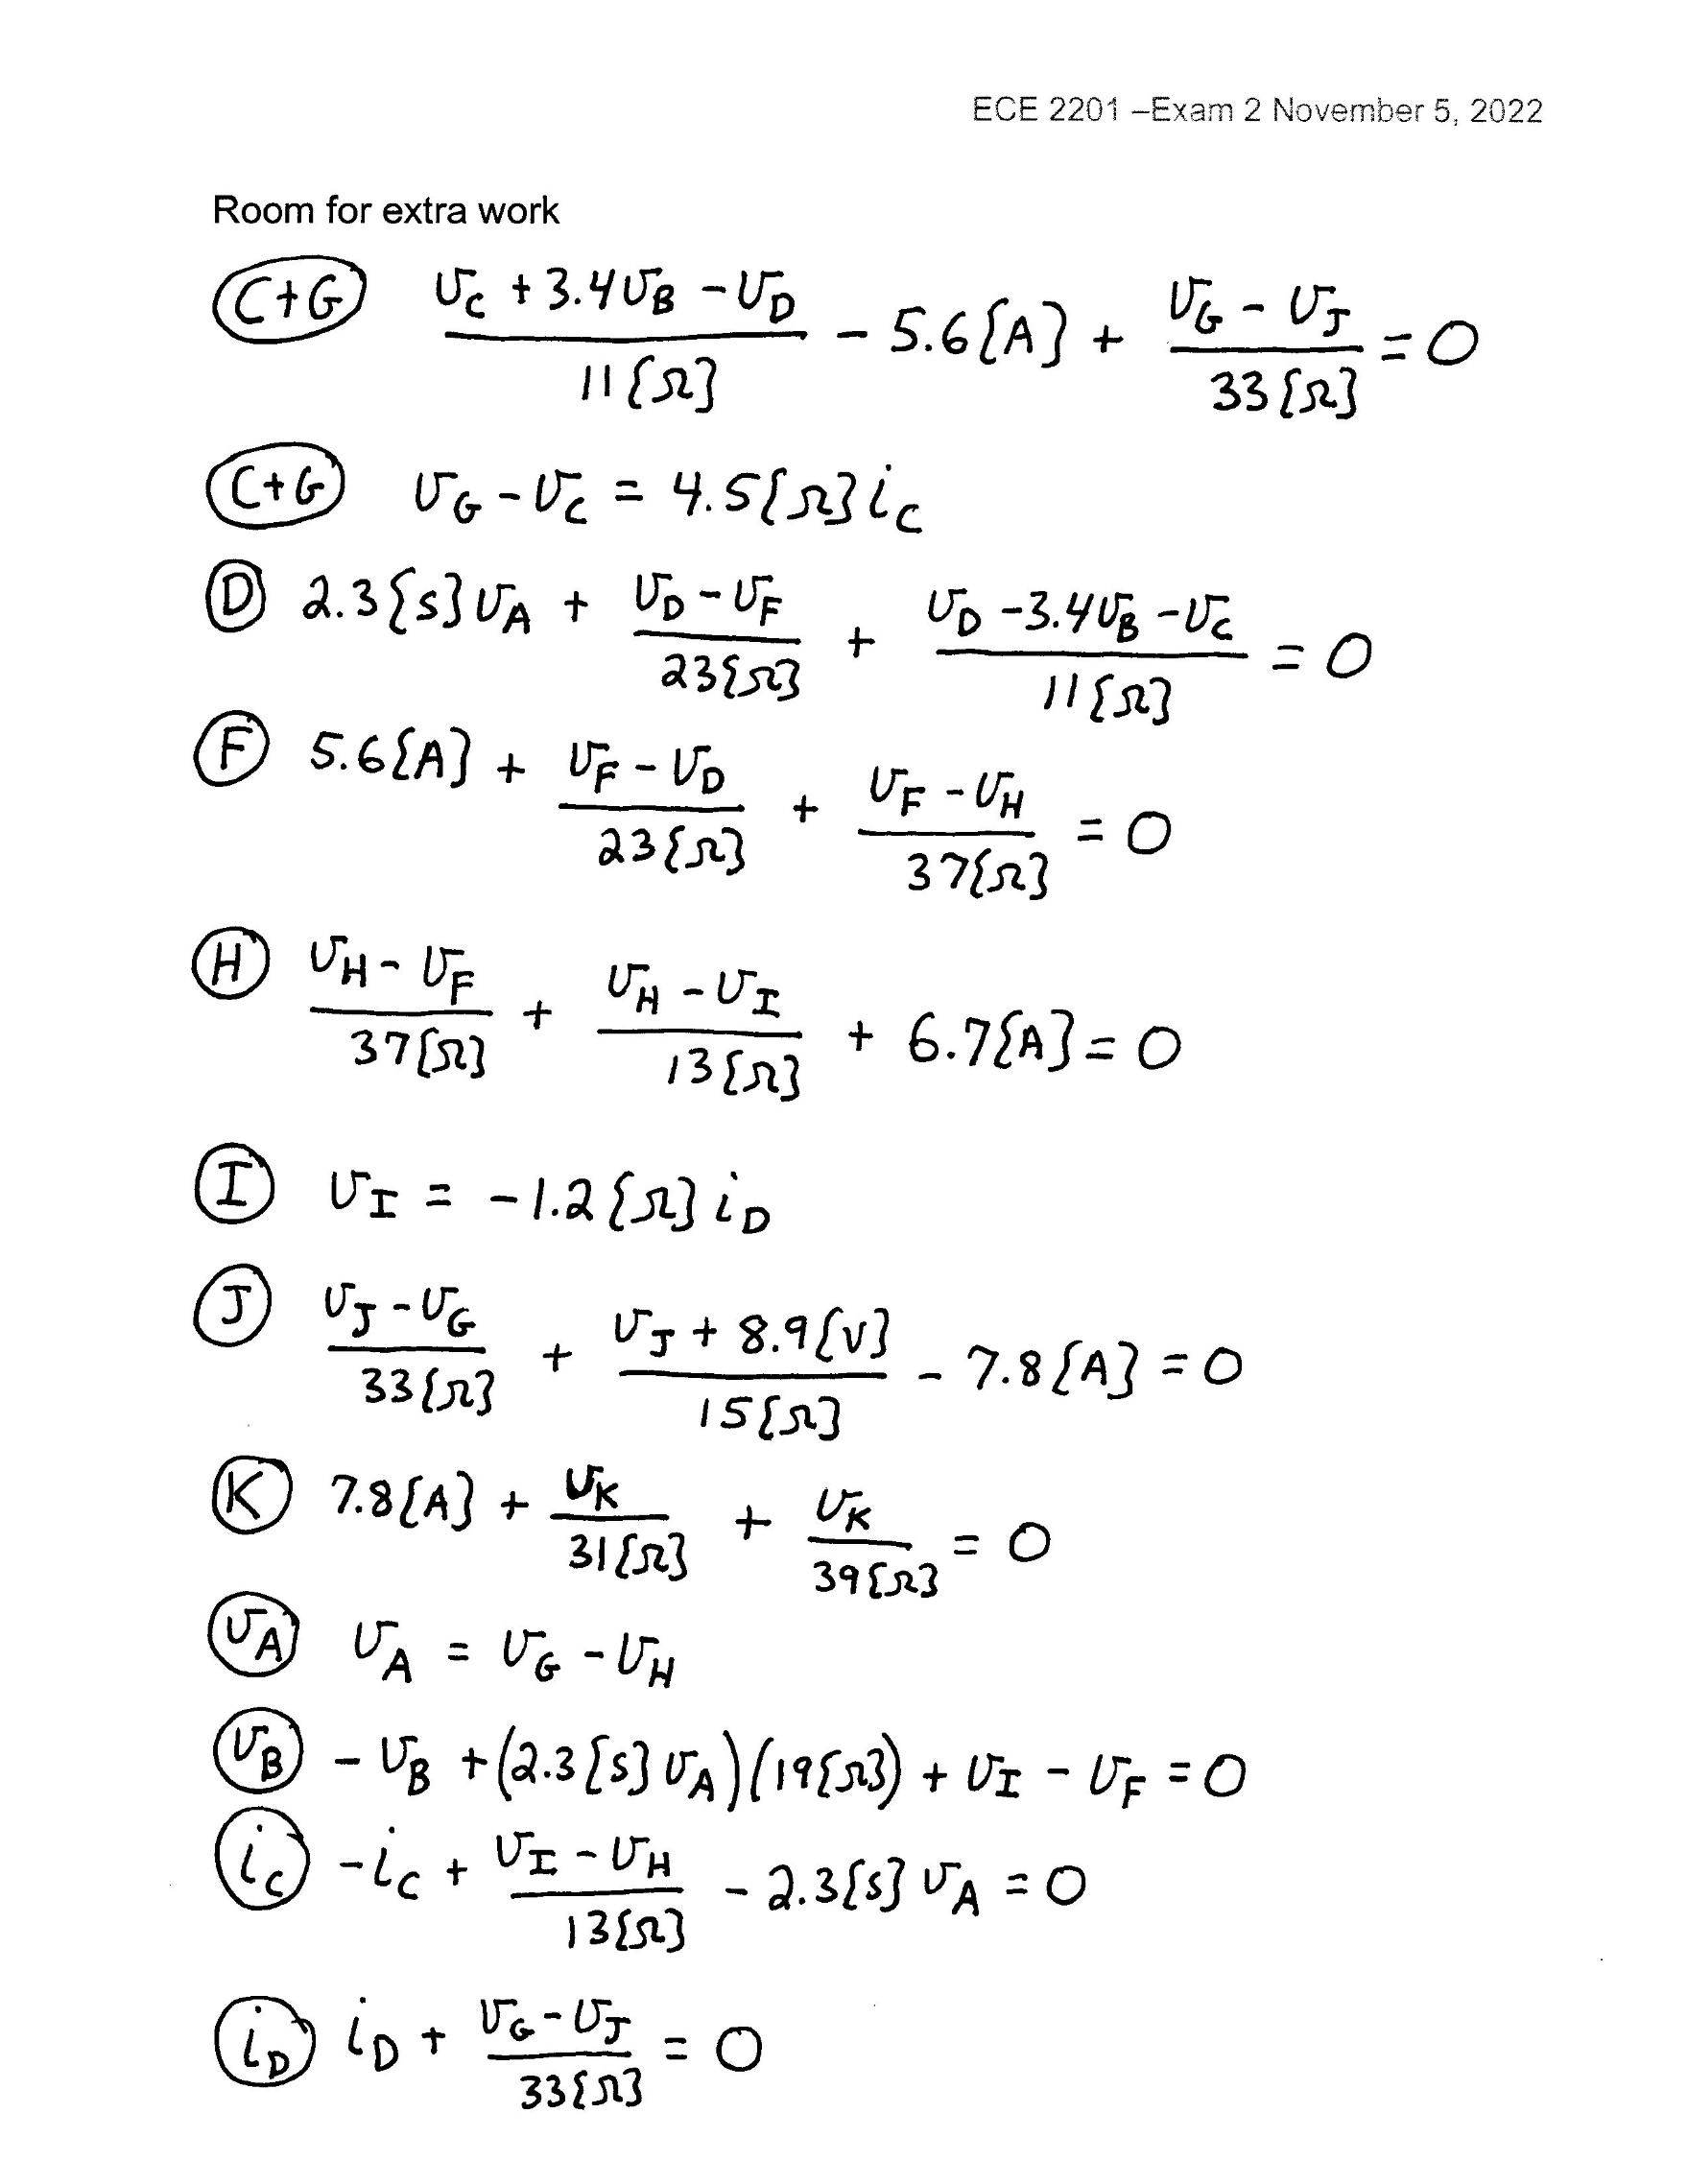 ECE 2201 –Exam 2 November 5, 2022
Room for extra work
(C+G) (v_C + 3.4v_B - v_D)/(11{Ω}) - 5.6{A} + (v_G - v_J)/(33{Ω}) = 0
(C+G) v_G - v_C = 4.5{Ω}i_C
(D) 2.3{S}v_A + (v_D - v_F)/(23{Ω}) + (v_D - 3.4v_B - v_C)/(11{Ω}) = 0
(F) 5.6{A} + (v_F - v_D)/(23{Ω}) + (v_F - v_H)/(37{Ω}) = 0
(H) (v_H - v_F)/(37{Ω}) + (v_H - v_I)/(13{Ω}) + 6.7{A} = 0
(I) v_I = -1.2{Ω}i_D
(J) (v_J - v_G)/(33{Ω}) + (v_J + 8.9{V})/(15{Ω}) - 7.8{A} = 0
(K) 7.8{A} + v_K/(31{Ω}) + v_K/(39{Ω}) = 0
(v_A) v_A = v_G - v_H
(v_B) -v_B + (2.3{S}v_A)(19{Ω}) + v_I - v_F = 0
(i_C) -i_C + (v_I - v_H)/(13{Ω}) - 2.3{S}v_A = 0
(i_D) i_D + (v_G - v_J)/(33{Ω}) = 0